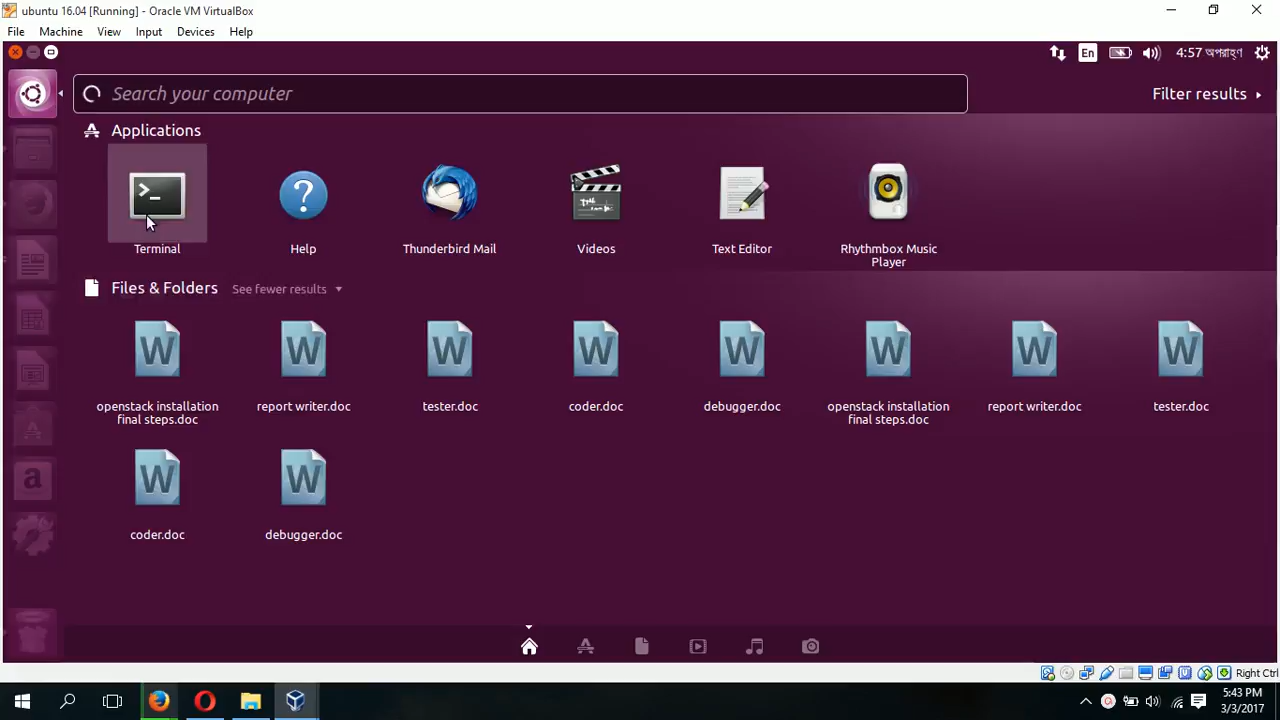 ubuntu 16.04 [Running] - Oracle VM VirtualBox
File Machine View Input Devices Help
En 4:57 অপরাহ্ণ
Search your computer
Filter results
Applications
Terminal
Help
Thunderbird Mail
Videos
Text Editor
Rhythmbox Music
Player
Files & Folders See fewer results
openstack installation
final steps.doc
report writer.doc
tester.doc
coder.doc
debugger.doc
openstack installation
final steps.doc
report writer.doc
tester.doc
coder.doc
debugger.doc
Right Ctrl
5:43 PM
3/3/2017